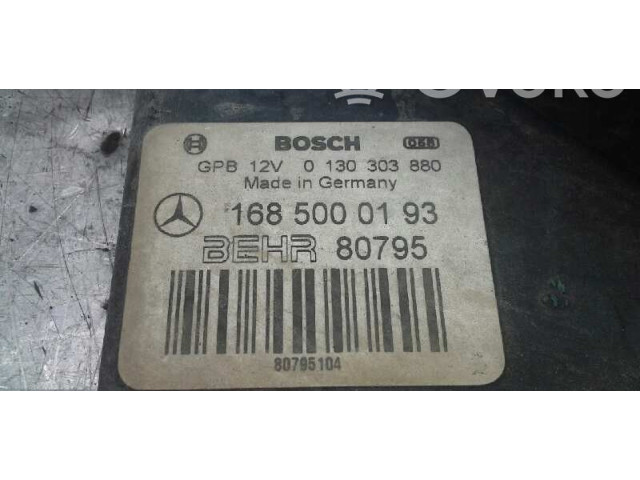 BOSCH
GPB 12V 0 130 303 880
Made in Germany
168 500 01 93
BEHR 80795
80795104